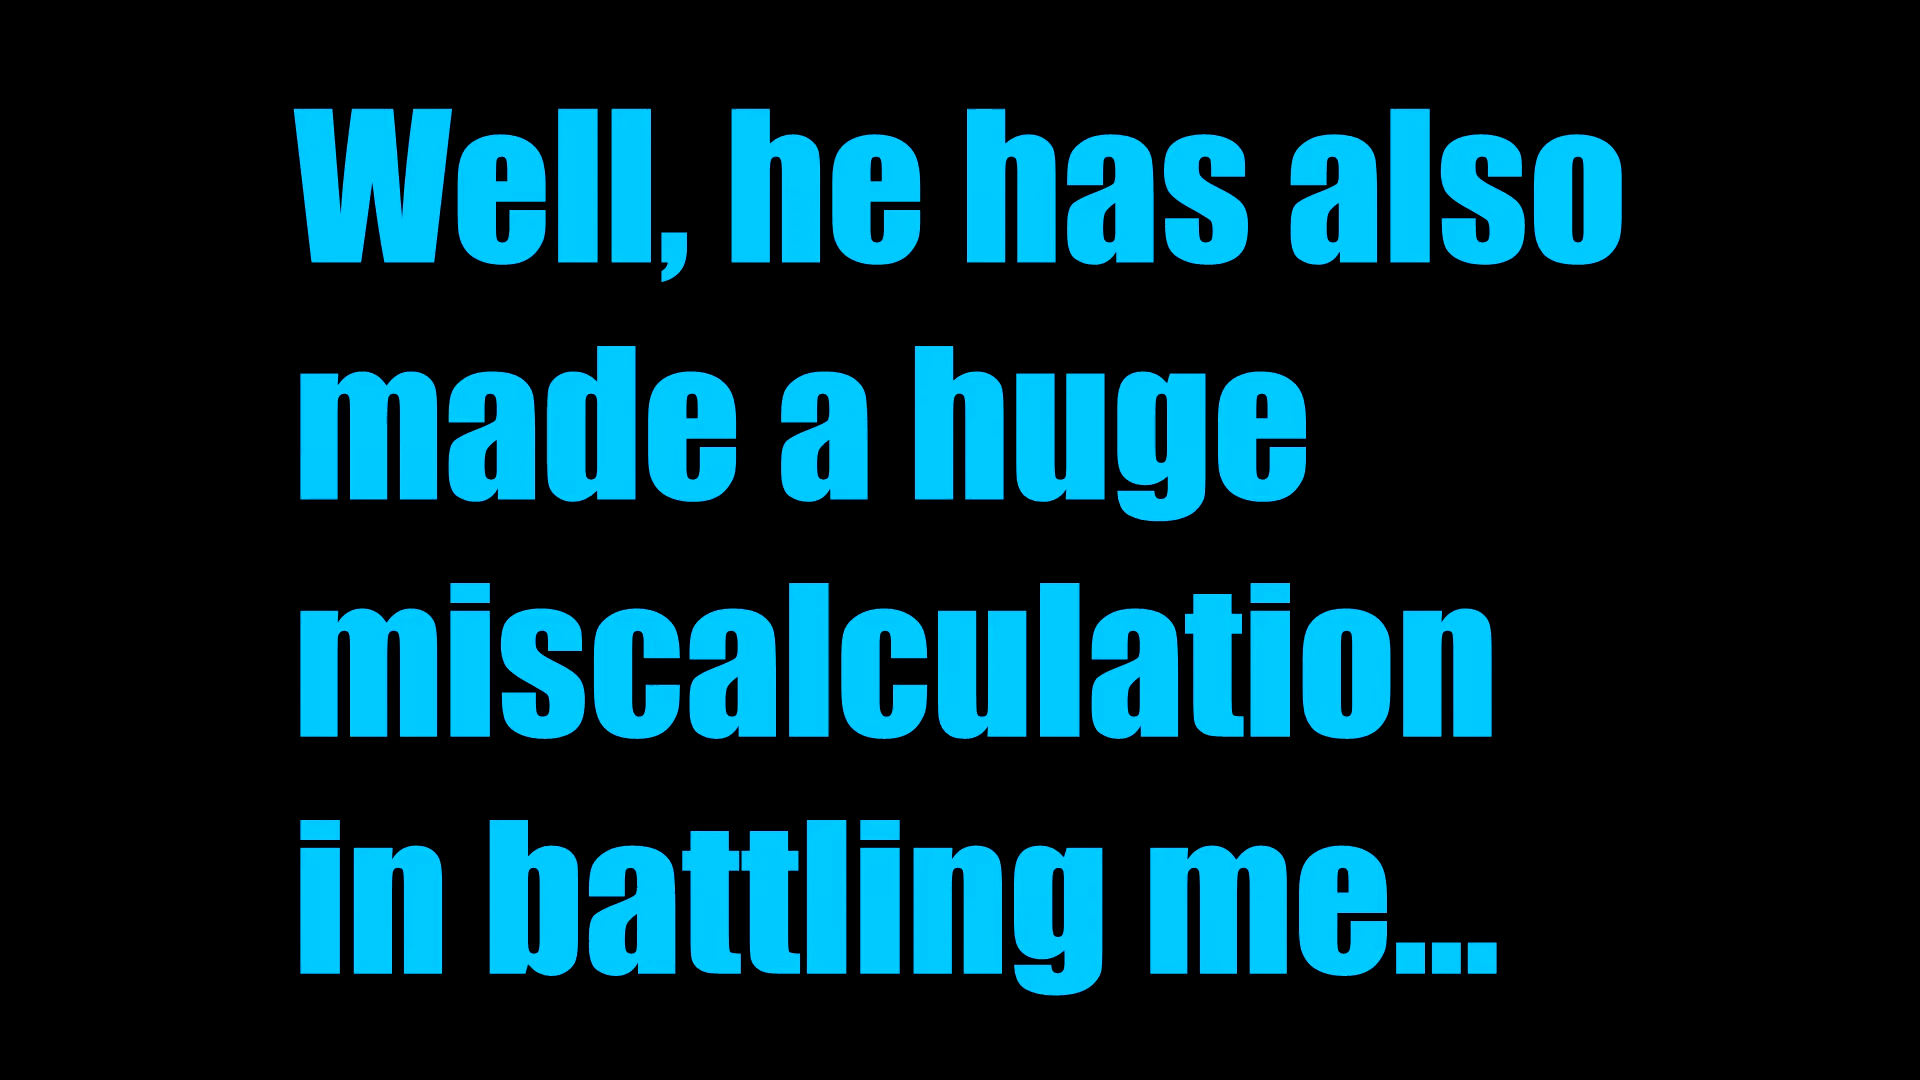 Well, he has also
made a huge
miscalculation
in battling me...